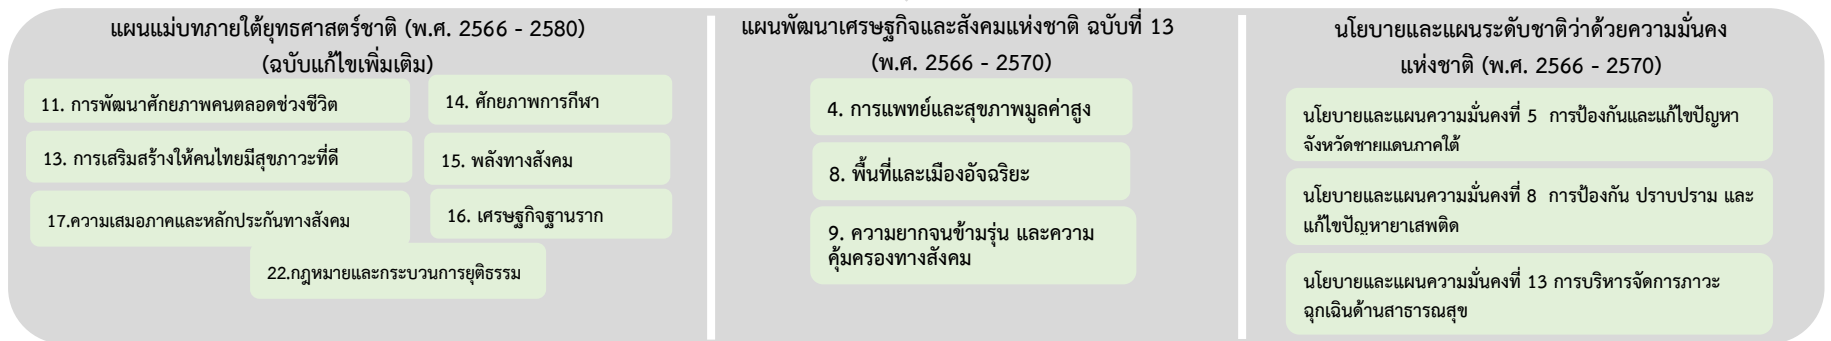 แผนแม่บทภายใต้ยุทธศาสตร์ชาติ (พ.ศ. 2566 - 2580)
(ฉบับแก้ไขเพิ่มเติม)
11. การพัฒนาศักยภาพคนตลอดช่วงชีวิต
14. ศักยภาพการกีฬา
13. การเสริมสร้างให้คนไทยมีสุขภาวะที่ดี
15. พลังทางสังคม
17.ความเสมอภาคและหลักประกันทางสังคม
16. เศรษฐกิจฐานราก
22.กฎหมายและกระบวนการยุติธรรม
แผนพัฒนาเศรษฐกิจและสังคมแห่งชาติ ฉบับที่ 13
(พ.ศ. 2566 - 2570)
4. การแพทย์และสุขภาพมูลค่าสูง
8. พื้นที่และเมืองอัจฉริยะ
9. ความยากจนข้ามรุ่น และความ
คุ้มครองทางสังคม
นโยบายและแผนระดับชาติว่าด้วยความมั่นคง
แห่งชาติ (พ.ศ. 2566 - 2570)
นโยบายและแผนความมั่นคงที่ 5 การป้องกันและแก้ไขปัญหา
จังหวัดชายแดนภาคใต้
นโยบายและแผนความมั่นคงที่ 8 การป้องกัน ปราบปราม และ
แก้ไขปัญหายาเสพติด
นโยบายและแผนความมั่นคงที่ 13 การบริหารจัดการภาวะ
ฉุกเฉินด้านสาธารณสุข